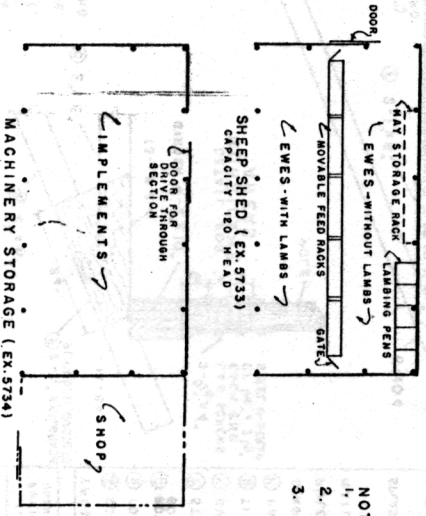 DOOR
HAY STORAGE RACK
LAMBING PENS
EWES-WITHOUT LAMBS
MOVABLE FEED RACKS
GATE
EWES-WITH LAMBS
SHEEP SHED (EX.5733)
CAPACITY 120 HEAD
DOOR FOR
DRIVE THROUGH
SECTION
IMPLEMENTS
SHOP
MACHINERY STORAGE (EX.5734)
NOT
1.
2.
3.